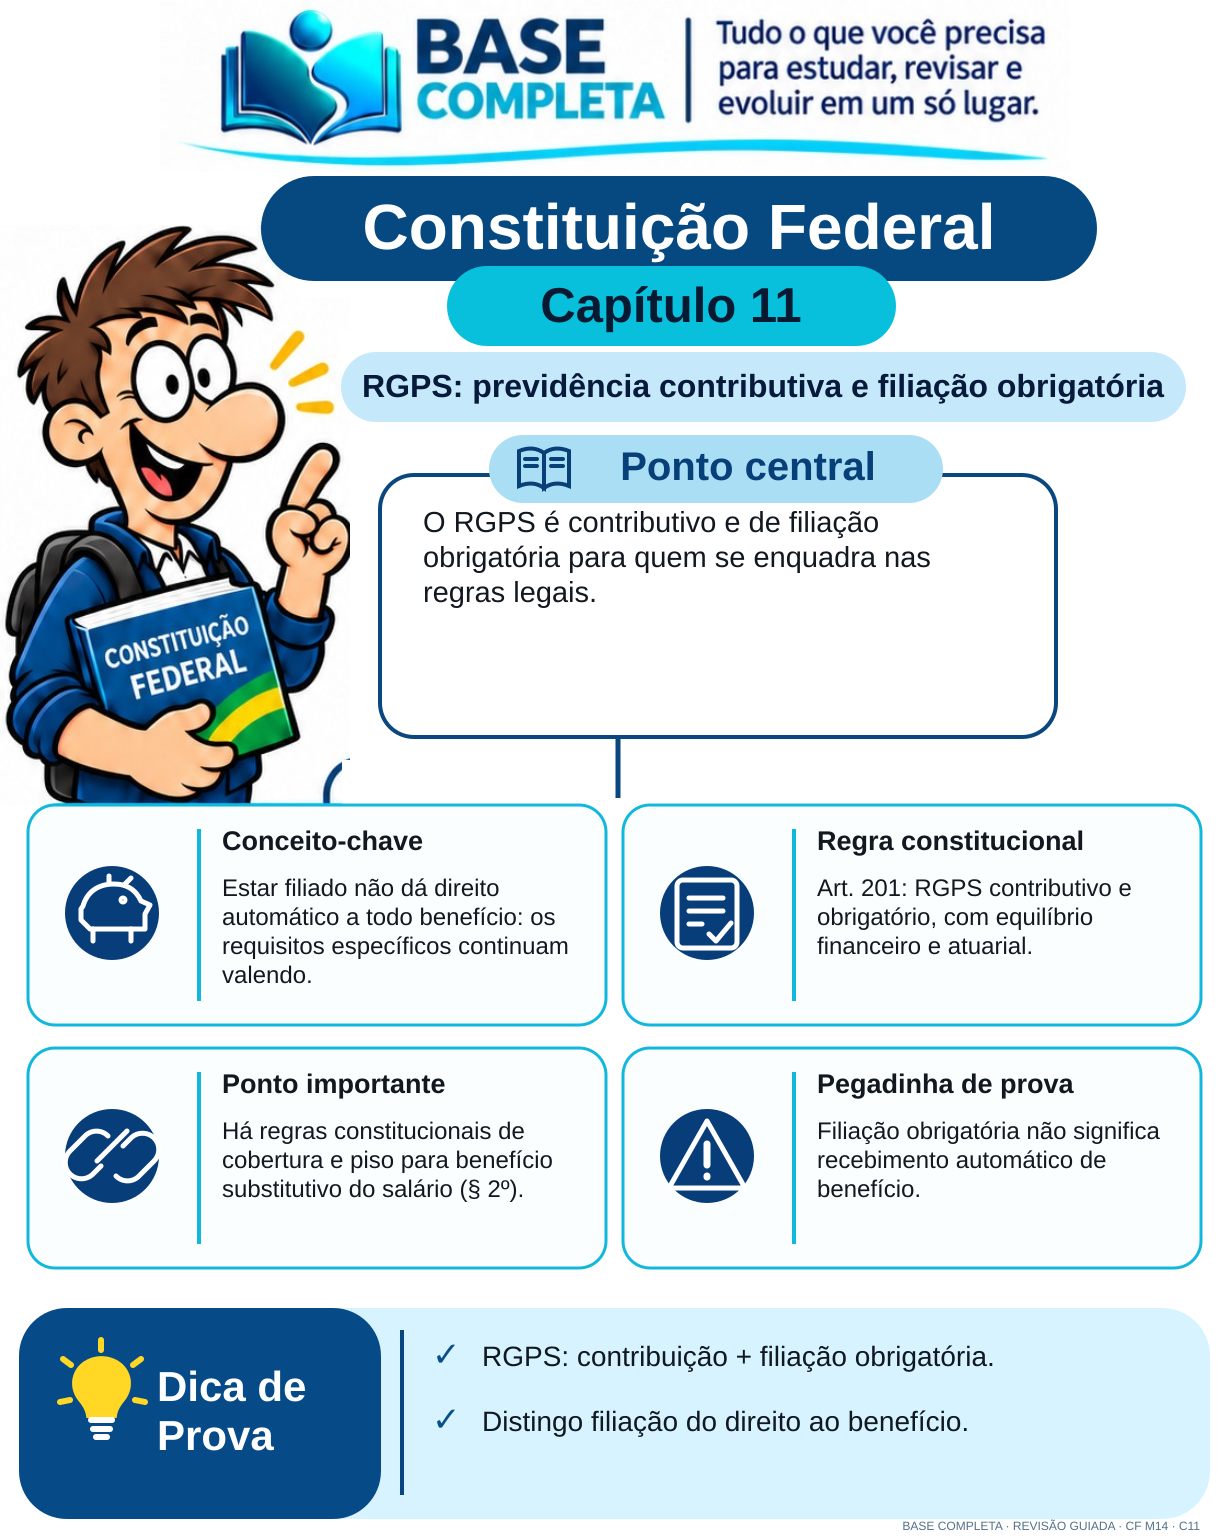 BASE
COMPLETA
Tudo o que você precisa
para estudar, revisar e
evoluir em um só lugar.
Constituição Federal
Capítulo 11
RGPS: previdência contributiva e filiação obrigatória
Ponto central
O RGPS é contributivo e de filiação
obrigatória para quem se enquadra nas
regras legais.
CONSTITUIÇÃO
FEDERAL
Conceito-chave
Estar filiado não dá direito
automático a todo benefício: os
requisitos específicos continuam
valendo.
Regra constitucional
Art. 201: RGPS contributivo e
obrigatório, com equilíbrio
financeiro e atuarial.
Ponto importante
Há regras constitucionais de
cobertura e piso para benefício
substitutivo do salário (§ 2º).
Pegadinha de prova
Filiação obrigatória não significa
recebimento automático de
benefício.
Dica de
Prova
✓ RGPS: contribuição + filiação obrigatória.
✓ Distingo filiação do direito ao benefício.
BASE COMPLETA · REVISÃO GUIADA · CF M14 · C11